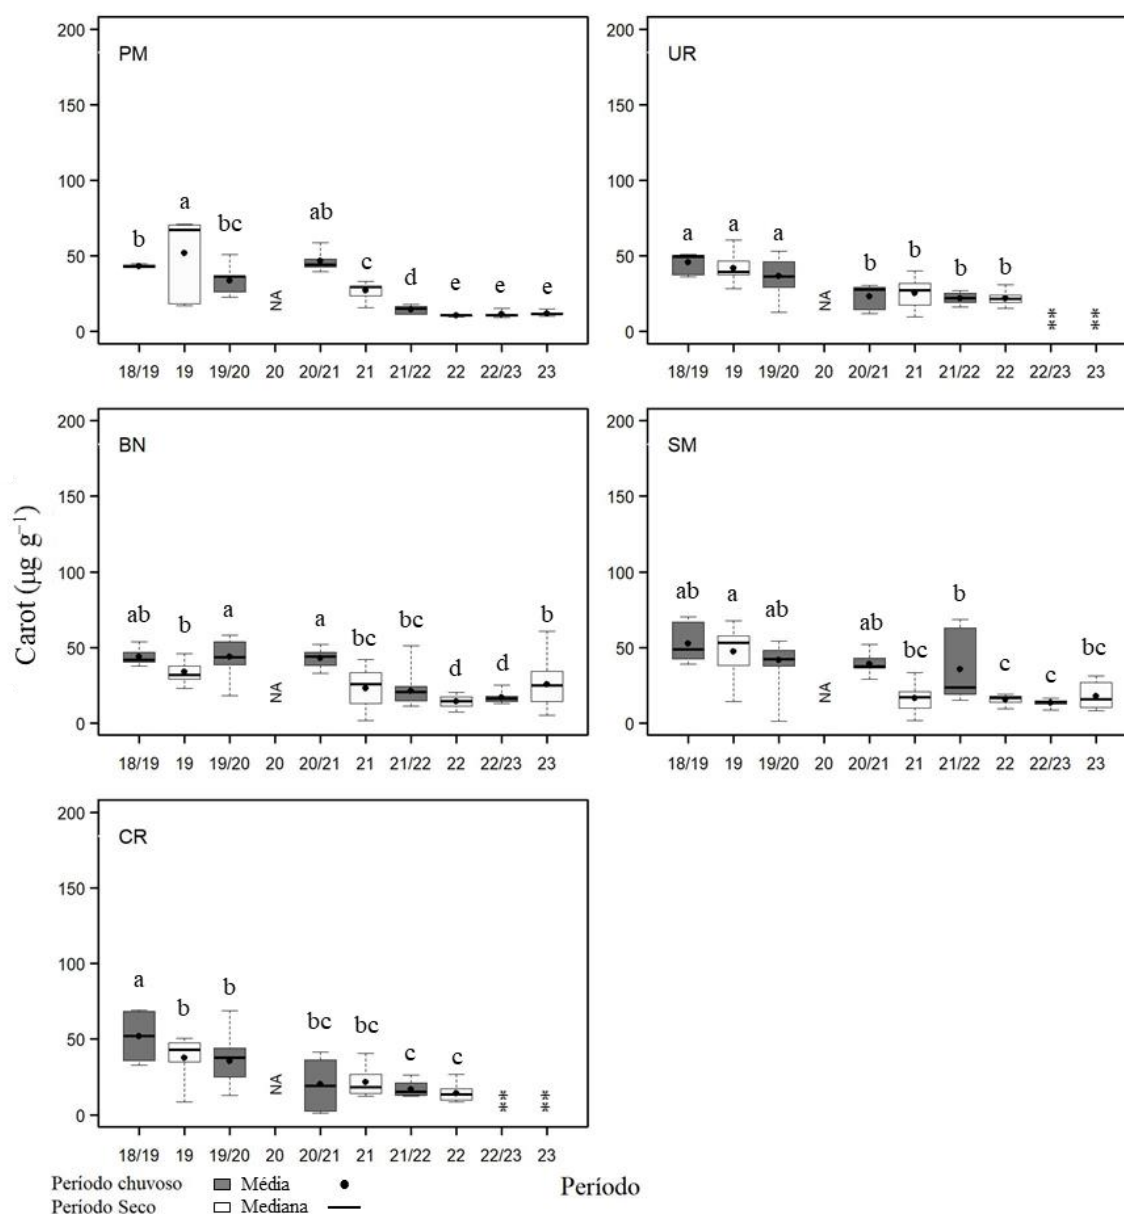 PM
200
150
100
50
0
b
a
bc
NA
ab
c
d
e
e
e
18/19 19 19/20 20 20/21 21 21/22 22 22/23 23
UR
200
150
100
50
0
a
a
a
NA
b
b
b
b
**
**
18/19 19 19/20 20 20/21 21 21/22 22 22/23 23
Carot (µg g⁻¹)
BN
200
150
100
50
0
ab
b
a
NA
a
bc
bc
d
d
b
18/19 19 19/20 20 20/21 21 21/22 22 22/23 23
SM
200
150
100
50
0
ab
a
ab
NA
ab
bc
b
c
c
bc
18/19 19 19/20 20 20/21 21 21/22 22 22/23 23
CR
200
150
100
50
0
a
b
b
NA
bc
bc
c
c
**
**
18/19 19 19/20 20 20/21 21 21/22 22 22/23 23
Período
Período chuvoso Média
Período Seco Mediana